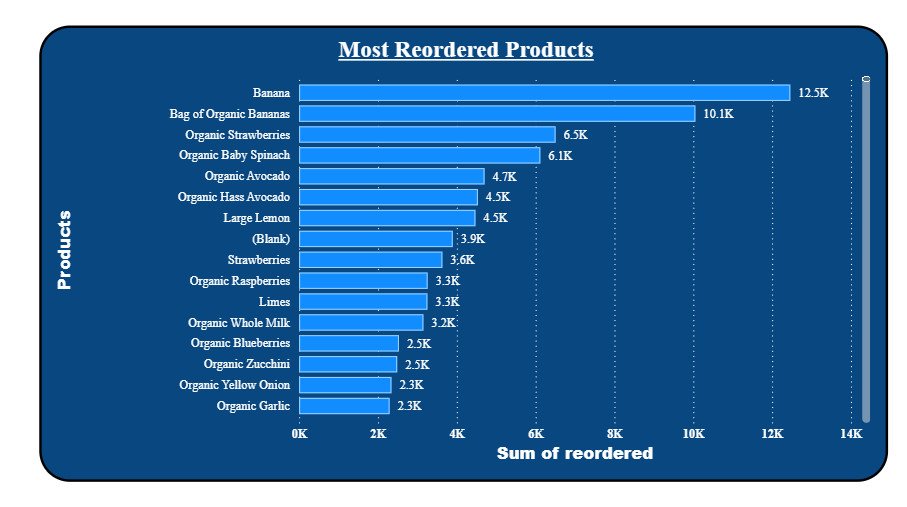 Most Reordered Products
Banana 12.5K
Bag of Organic Bananas 10.1K
Organic Strawberries 6.5K
Organic Baby Spinach 6.1K
Organic Avocado 4.7K
Organic Hass Avocado 4.5K
Large Lemon 4.5K
(Blank) 3.9K
Strawberries 3.6K
Organic Raspberries 3.3K
Limes 3.3K
Organic Whole Milk 3.2K
Organic Blueberries 2.5K
Organic Zucchini 2.5K
Organic Yellow Onion 2.3K
Organic Garlic 2.3K
Products
0K 2K 4K 6K 8K 10K 12K 14K
Sum of reordered